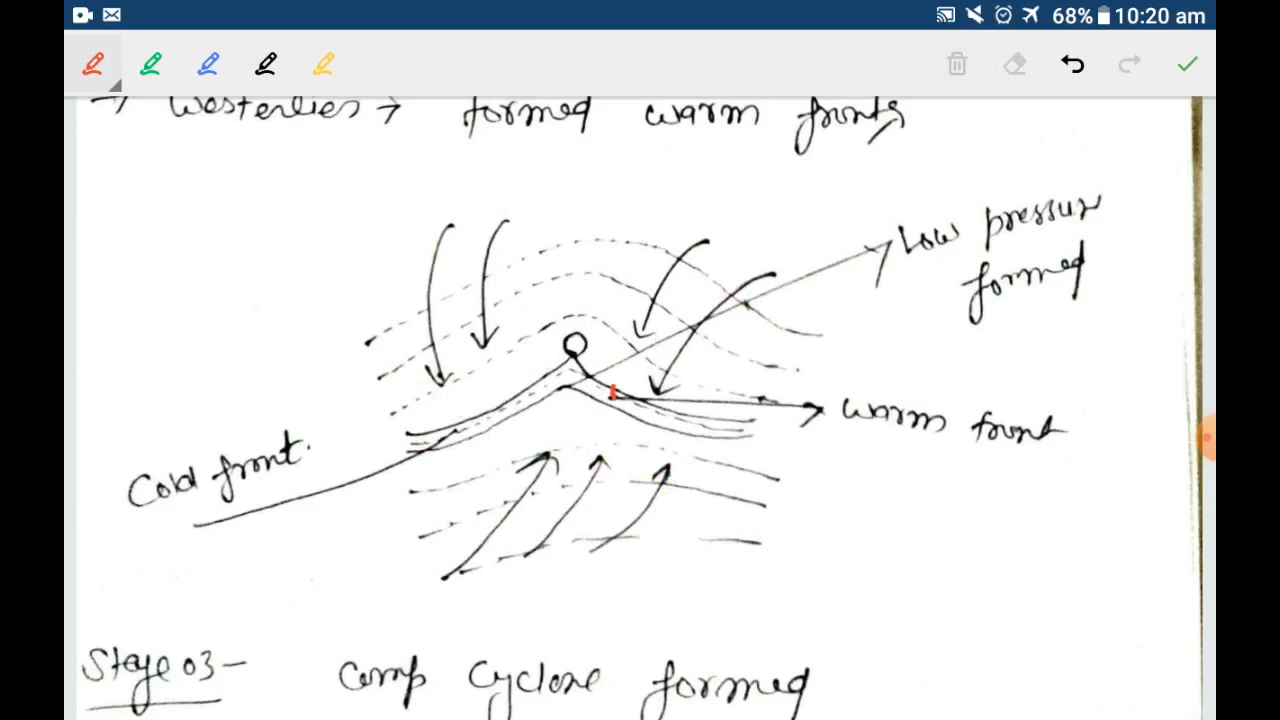 68% 10:20 am
→ Westerlies → formed warm fronts
Low pressur
formed
warm front
Cold front.
Stage 03 -
Comp Cyclone formed